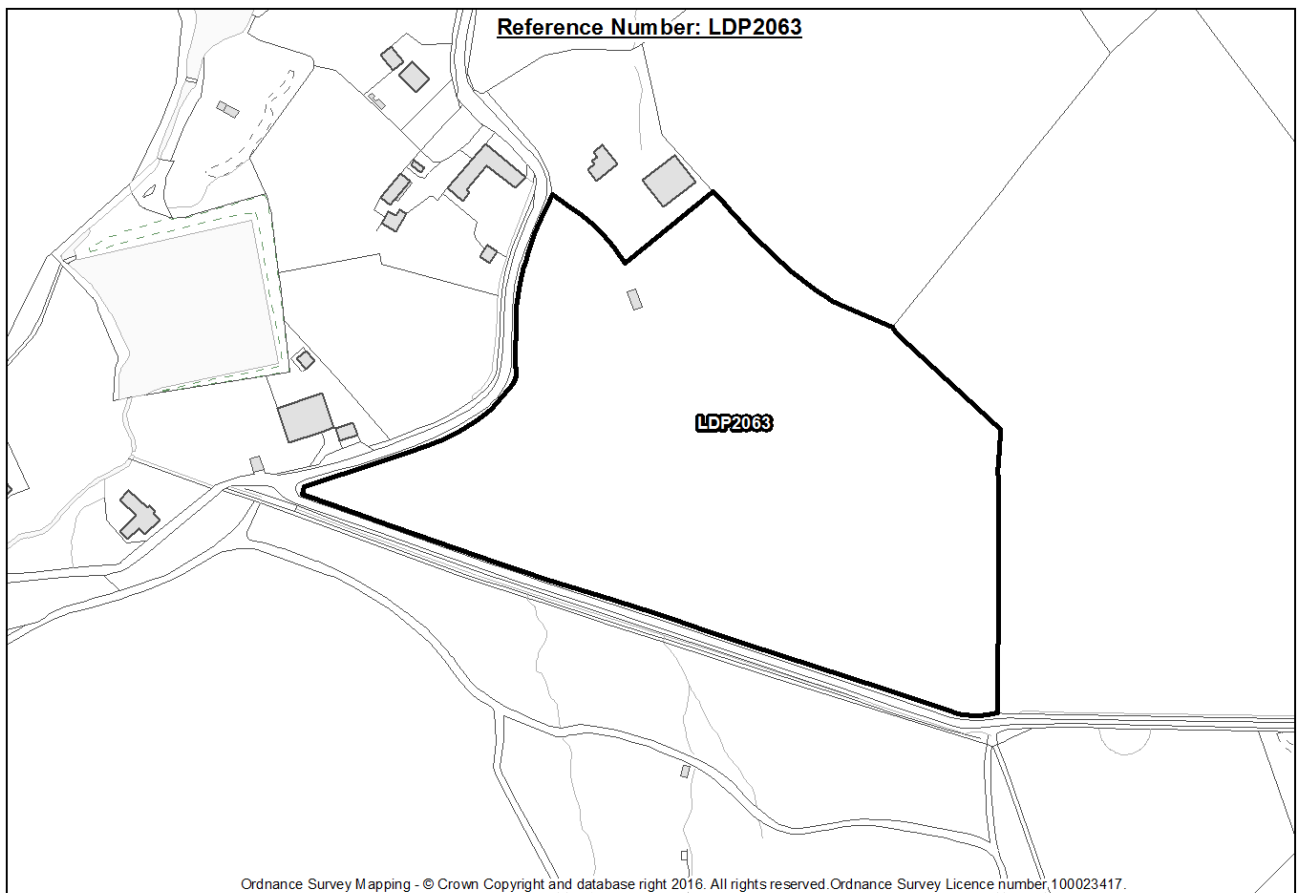 Reference Number: LDP2063
LDP2063
Ordnance Survey Mapping - © Crown Copyright and database right 2016. All rights reserved.Ordnance Survey Licence number 100023417.